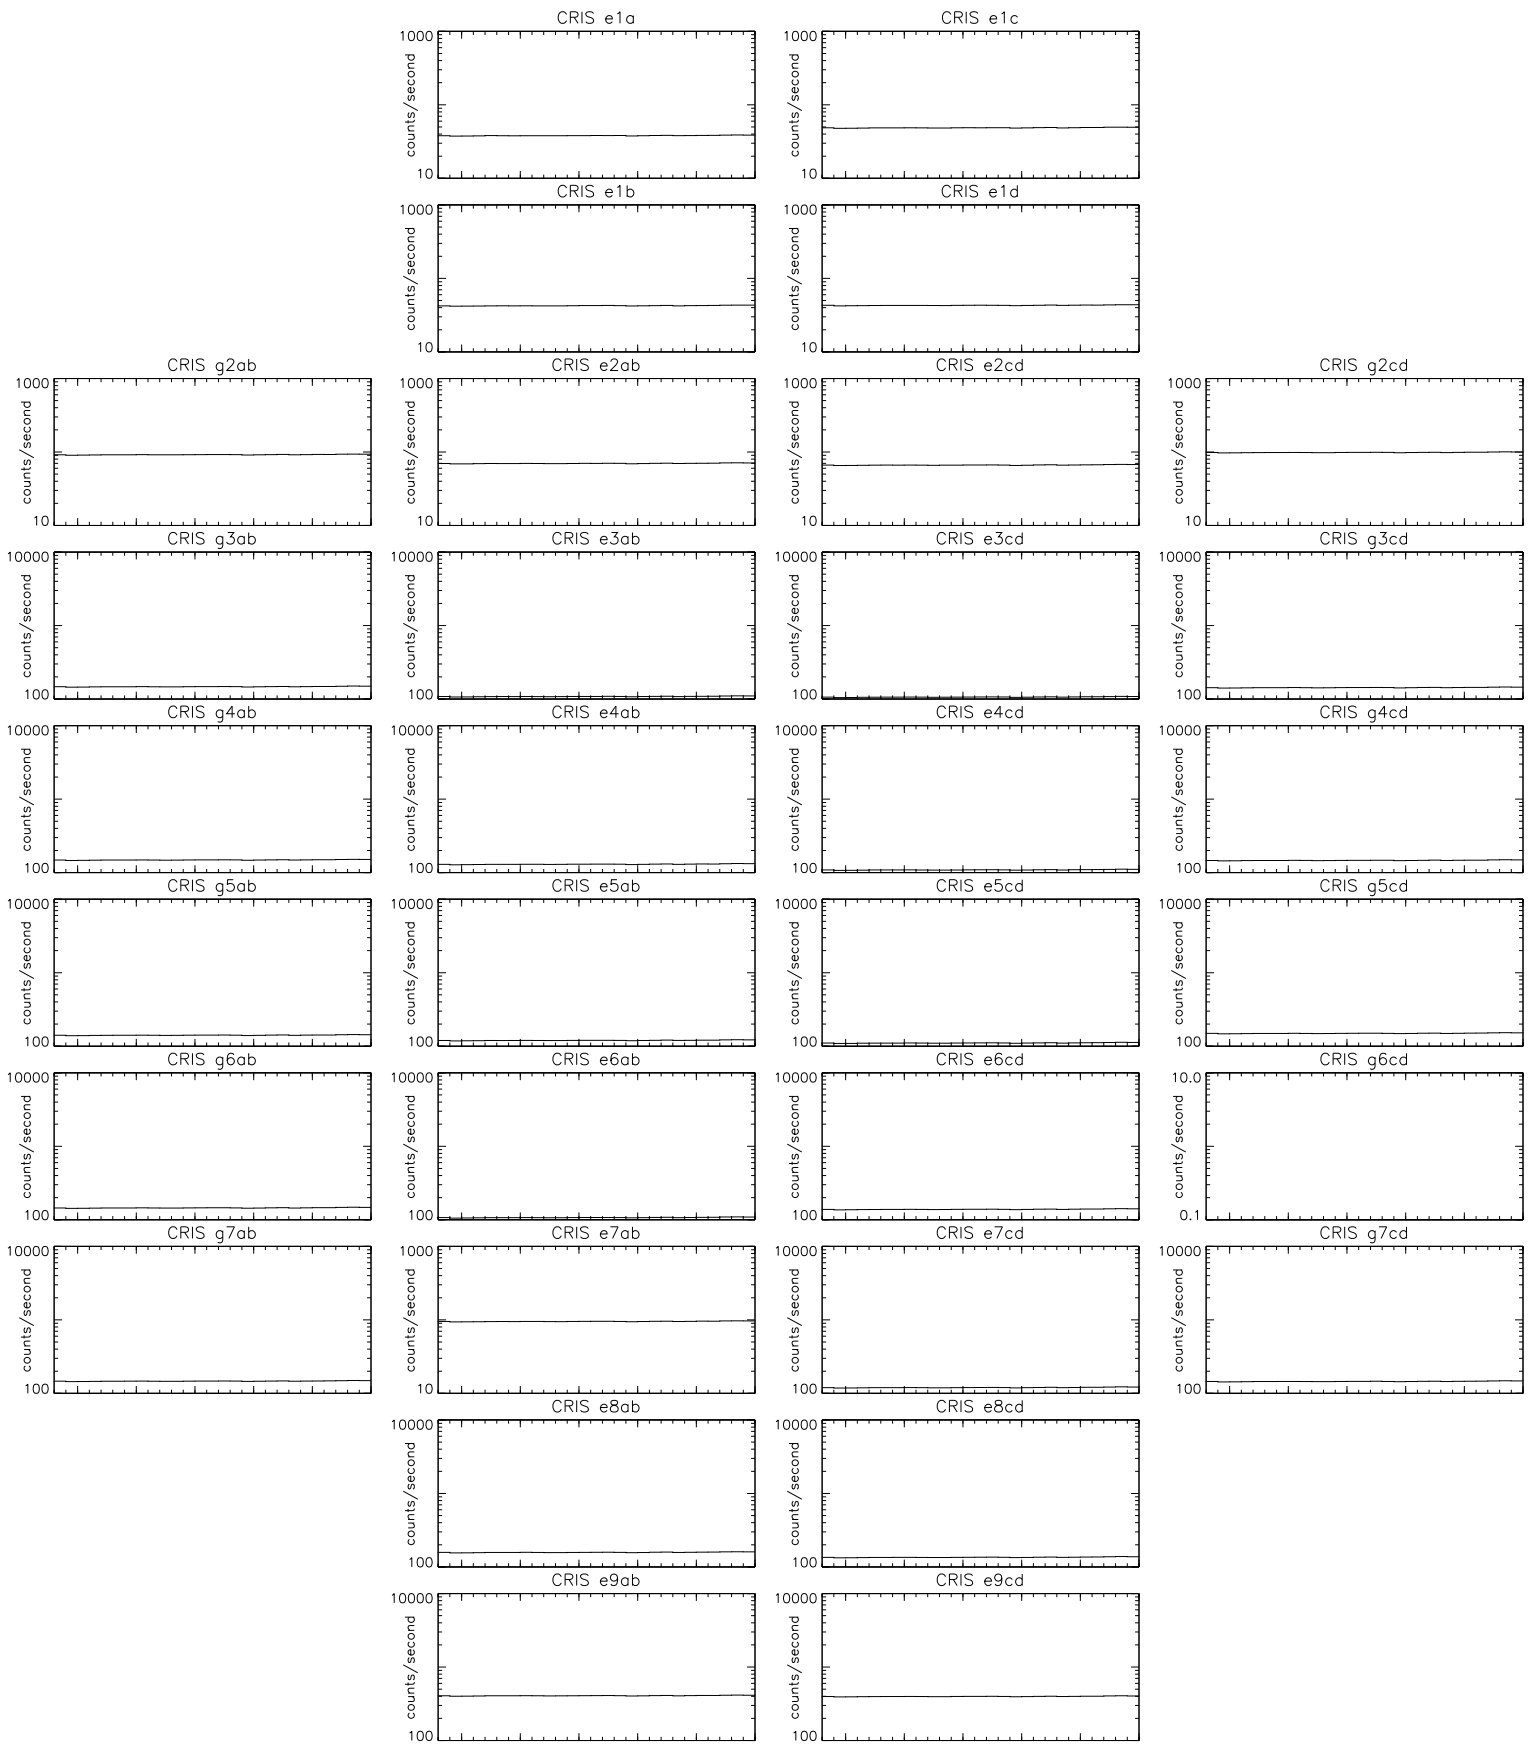 CRIS e1a
1000
counts/second
10
CRIS e1c
1000
counts/second
10
CRIS e1b
1000
counts/second
10
CRIS e1d
1000
counts/second
10
CRIS g2ab
1000
counts/second
10
CRIS e2ab
1000
counts/second
10
CRIS e2cd
1000
counts/second
10
CRIS g2cd
1000
counts/second
10
CRIS g3ab
10000
counts/second
100
CRIS e3ab
10000
counts/second
100
CRIS e3cd
10000
counts/second
100
CRIS g3cd
10000
counts/second
100
CRIS g4ab
10000
counts/second
100
CRIS e4ab
10000
counts/second
100
CRIS e4cd
10000
counts/second
100
CRIS g4cd
10000
counts/second
100
CRIS g5ab
10000
counts/second
100
CRIS e5ab
10000
counts/second
100
CRIS e5cd
10000
counts/second
100
CRIS g5cd
10000
counts/second
100
CRIS g6ab
10000
counts/second
100
CRIS e6ab
10000
counts/second
100
CRIS e6cd
10000
counts/second
100
CRIS g6cd
10.0
counts/second
0.1
CRIS g7ab
10000
counts/second
100
CRIS e7ab
1000
counts/second
10
CRIS e7cd
10000
counts/second
100
CRIS g7cd
10000
counts/second
100
CRIS e8ab
10000
counts/second
100
CRIS e8cd
10000
counts/second
100
CRIS e9ab
10000
counts/second
100
CRIS e9cd
10000
counts/second
100